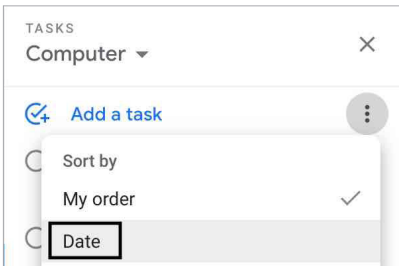 TASKS
Computer
Add a task
Sort by
My order
Date